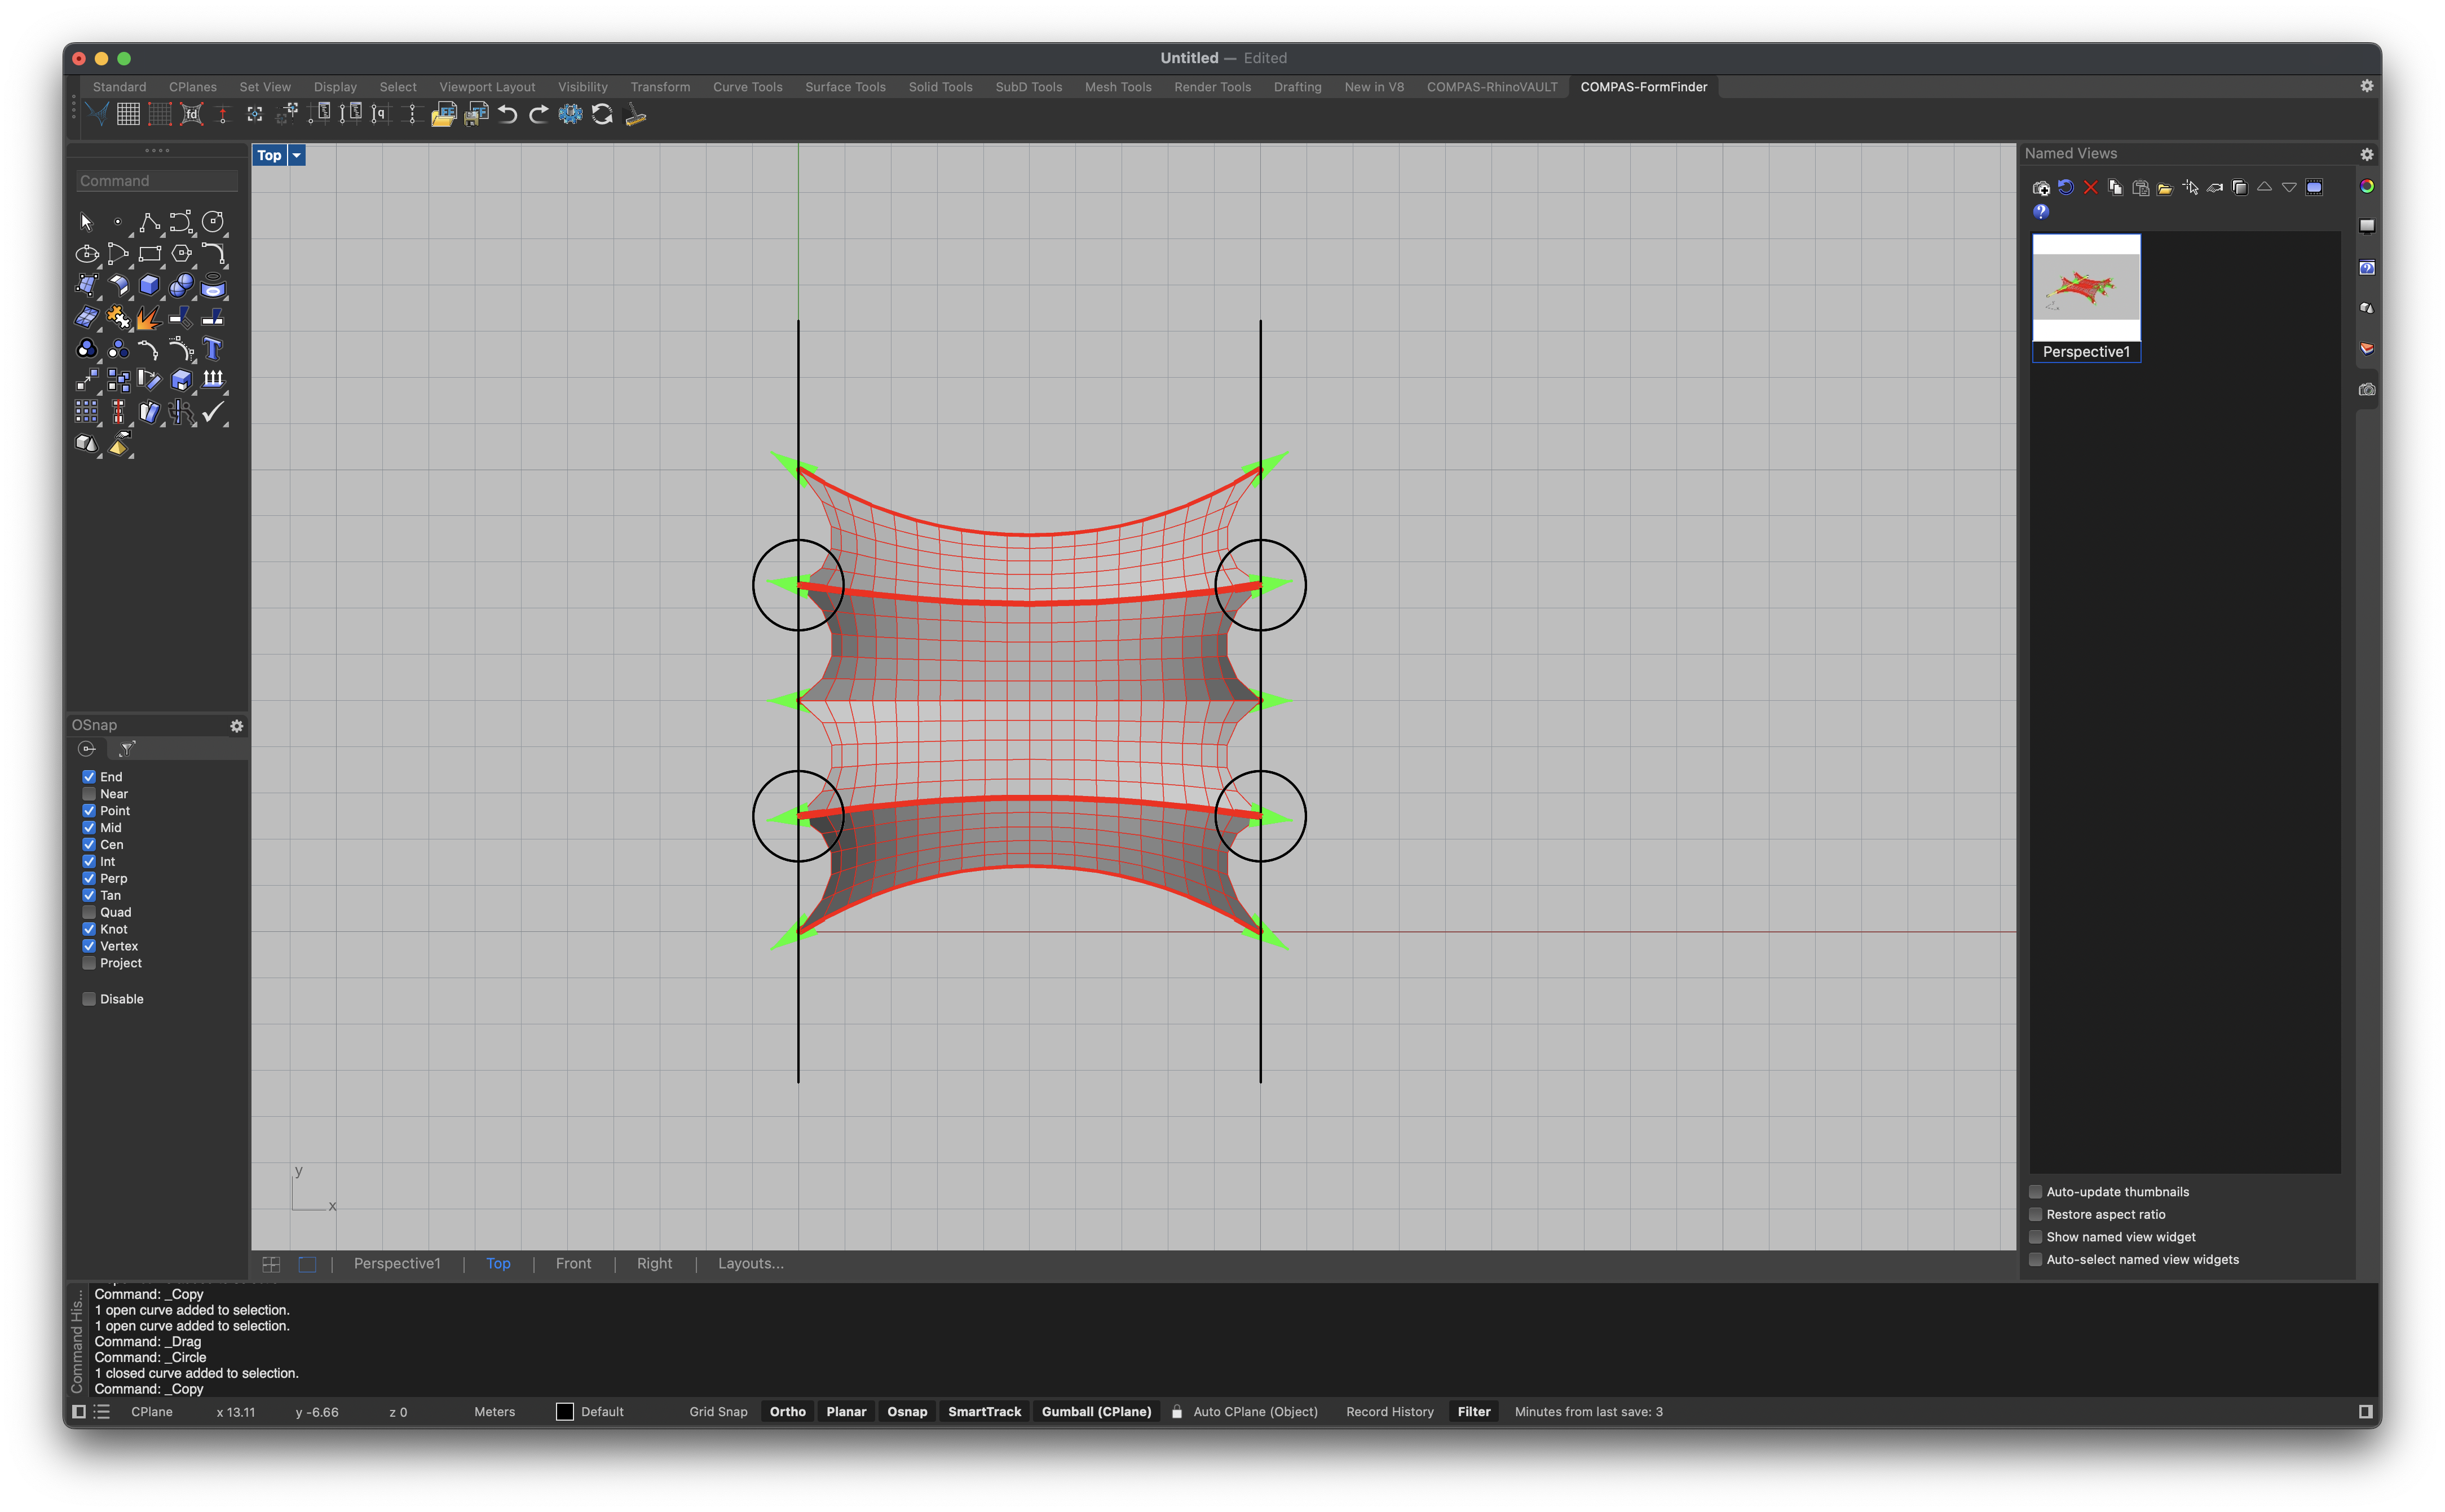 Untitled — Edited
Standard CPlanes Set View Display Select Viewport Layout Visibility Transform Curve Tools Surface Tools Solid Tools SubD Tools Mesh Tools Render Tools Drafting New in V8 COMPAS-RhinoVAULT COMPAS-FormFinder
fd
q
Top
Command
Named Views
Perspective1
OSnap
End
Near
Point
Mid
Cen
Int
Perp
Tan
Quad
Knot
Vertex
Project
Disable
y
x
Auto-update thumbnails
Restore aspect ratio
Show named view widget
Auto-select named view widgets
Perspective1 | Top | Front | Right | Layouts...
Command His...
Command: _Copy
1 open curve added to selection.
1 open curve added to selection.
Command: _Drag
Command: _Circle
1 closed curve added to selection.
Command: _Copy
CPlane x 13.11 y -6.66 z 0 Meters Default Grid Snap Ortho Planar Osnap SmartTrack Gumball (CPlane) Auto CPlane (Object) Record History Filter Minutes from last save: 3